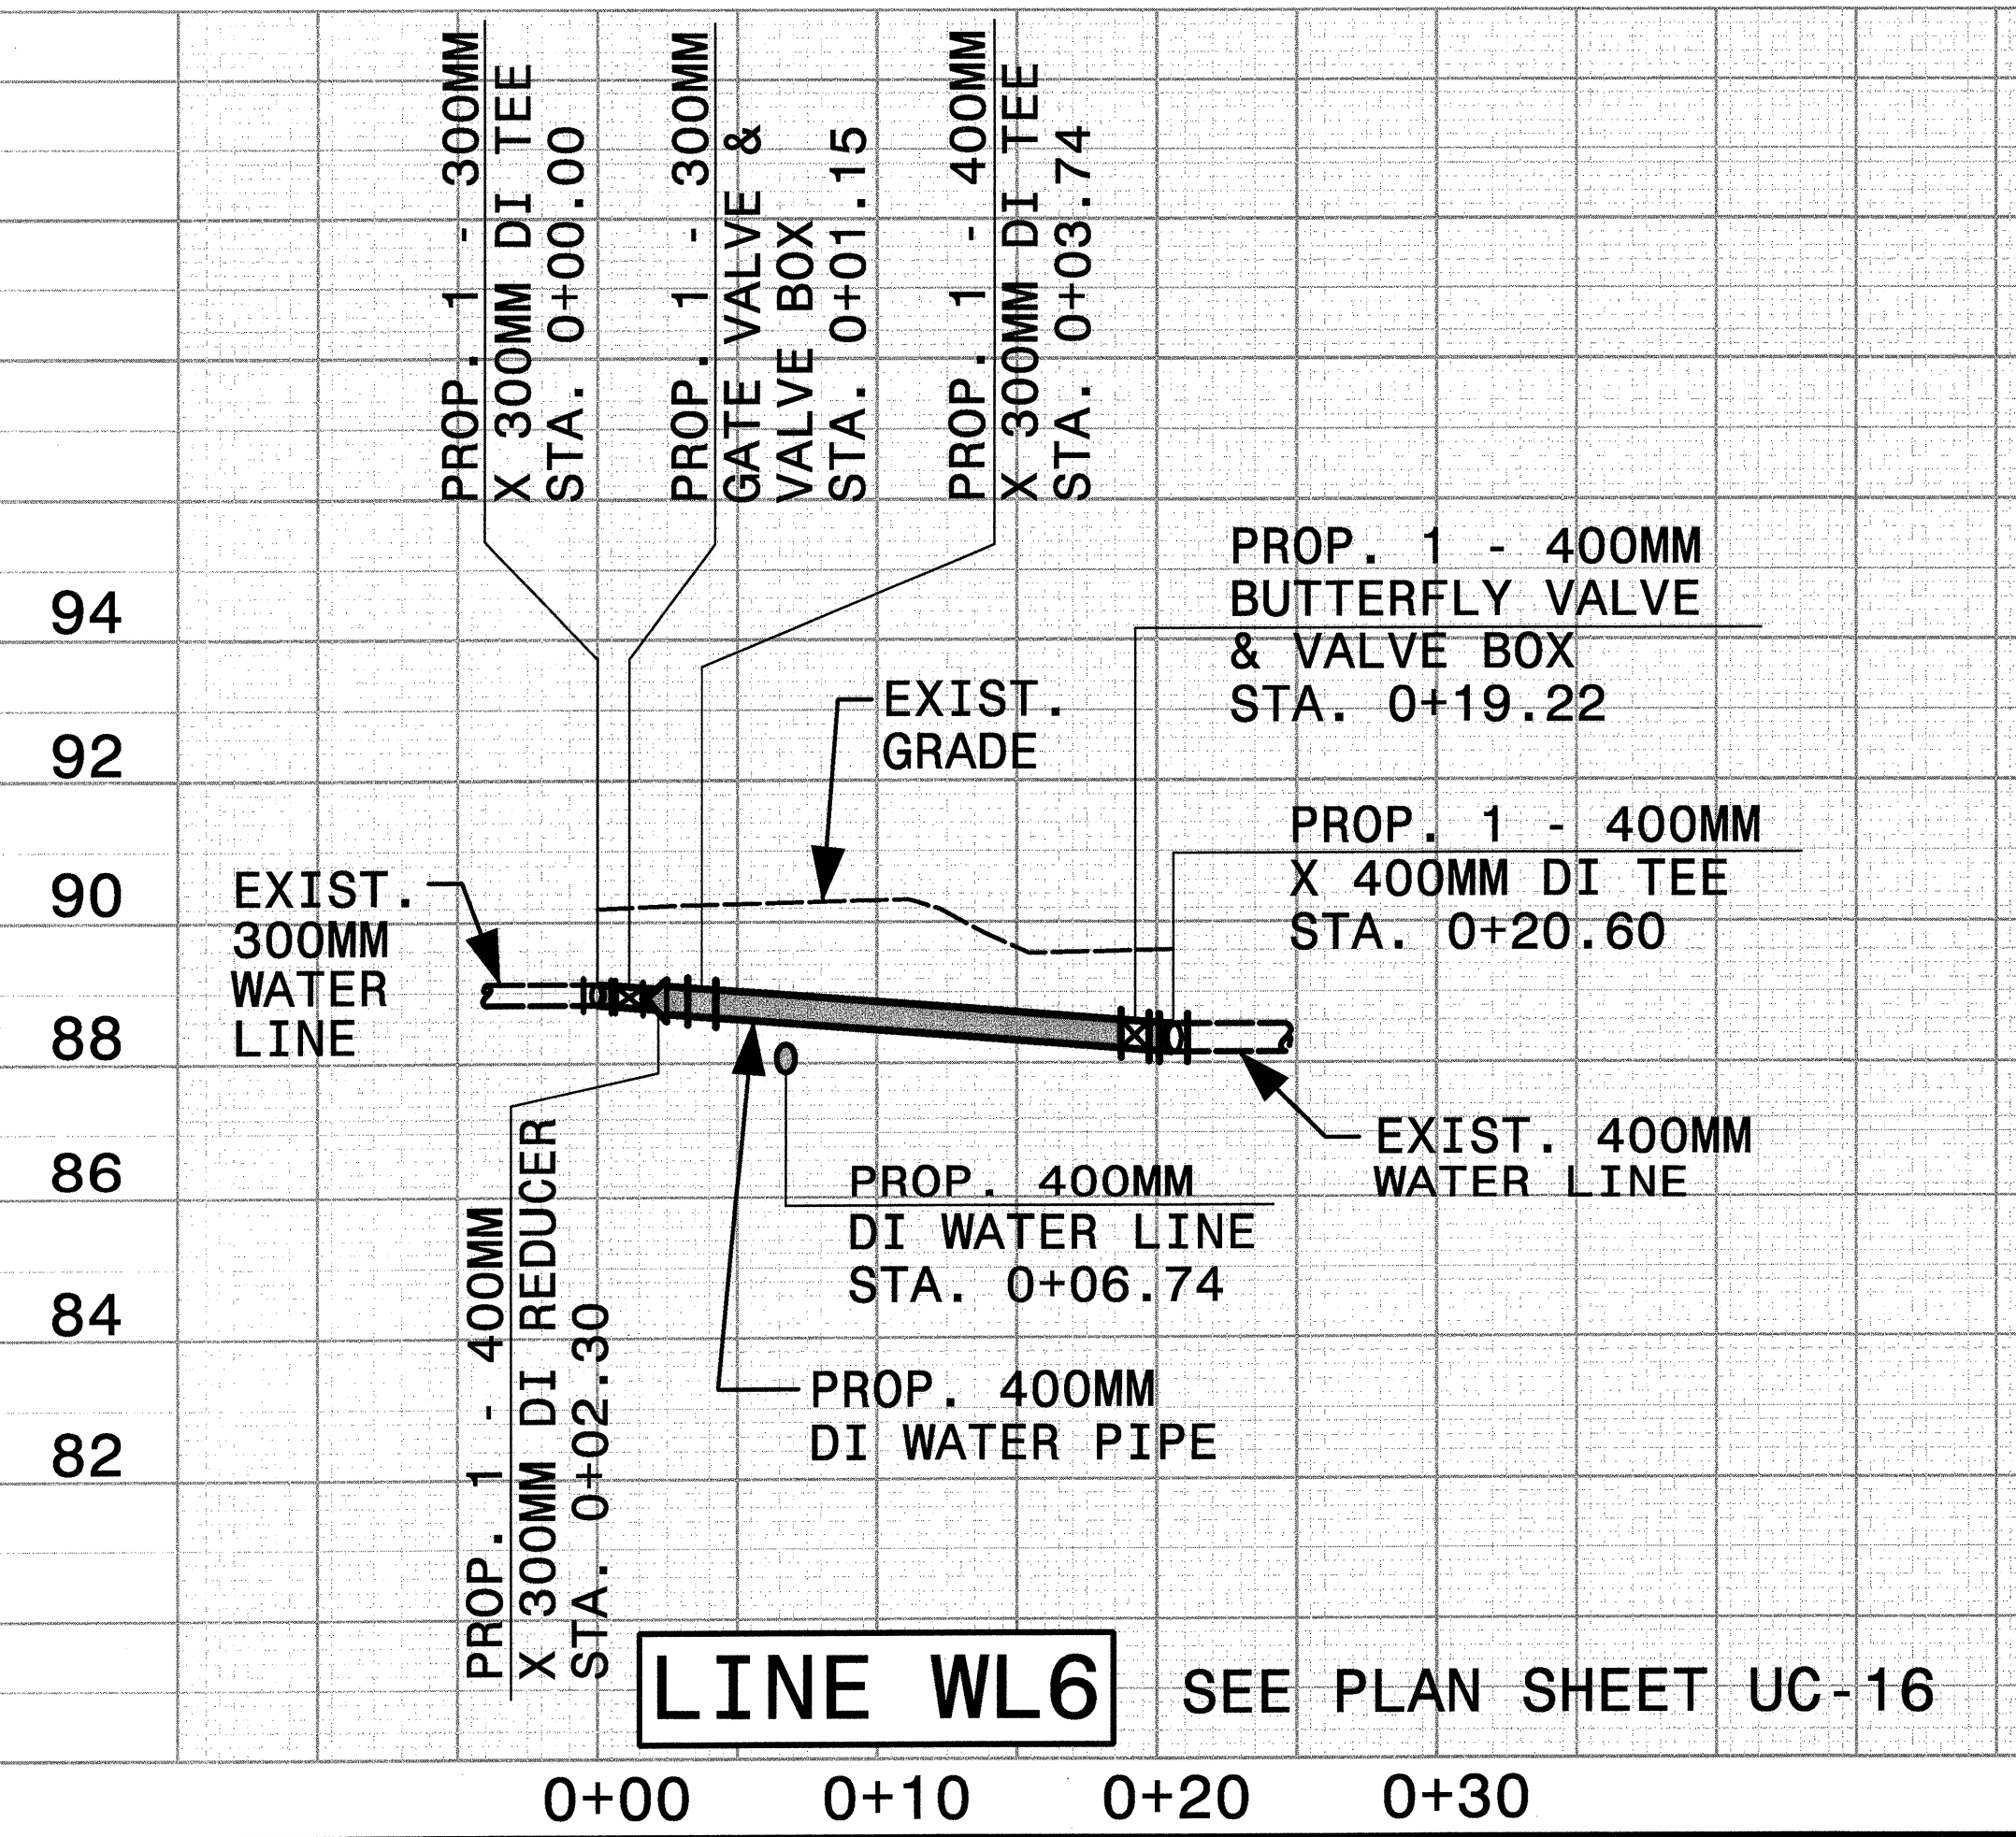 PROP. 1 - 300MM
X 300MM DI TEE
STA. 0+00.00
PROP. 1 - 300MM
GATE VALVE &
VALVE BOX
STA. 0+01.15
PROP. 1 - 400MM
X 300MM DI TEE
STA. 0+03.74
PROP. 1 - 400MM
BUTTERFLY VALVE
& VALVE BOX
STA. 0+19.22
EXIST.
GRADE
PROP. 1 - 400MM
X 400MM DI TEE
STA. 0+20.60
EXIST.
300MM
WATER
LINE
EXIST. 400MM
WATER LINE
PROP. 400MM
DI WATER LINE
STA. 0+06.74
PROP. 400MM
DI WATER PIPE
PROP. 1 - 400MM
X 300MM DI REDUCER
STA. 0+02.30
94
92
90
88
86
84
82
LINE WL6
SEE PLAN SHEET UC-16
0+00 0+10 0+20 0+30